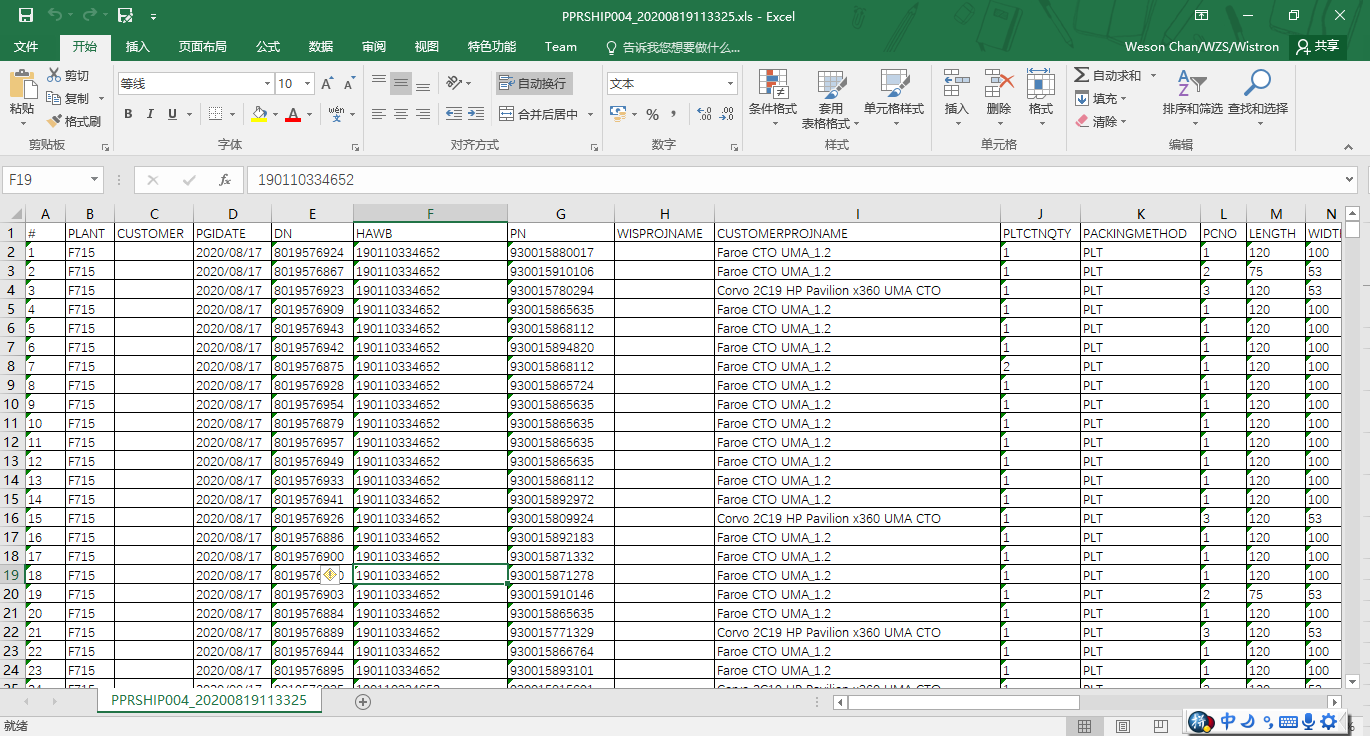 PPRSHIP004_20200819113325.xls - Excel
文件 开始 插入 页面布局 公式 数据 审阅 视图 特色功能 Team 告诉我您想要做什么... Weson Chan/WZS/Wistron 共享
粘贴 剪切 复制 格式刷 等线 10 自动换行 合并后居中 文本 条件格式 套用 表格格式 单元格样式 插入 删除 格式 自动求和 填充 清除 排序和筛选 查找和选择
剪贴板 字体 对齐方式 数字 样式 单元格 编辑
F19 190110334652
A B C D E F G H I J K L M N
1 # PLANT CUSTOMER PGIDATE DN HAWB PN WISPROJNAME CUSTOMERPROJNAME PLTCTNQTY PACKINGMETHOD PCNO LENGTH
2 1 F715 2020/08/17 8019576924 190110334652 930015880017 Faroe CTO UMA_1.2 1 PLT 1 120 100
3 2 F715 2020/08/17 8019576867 190110334652 930015910106 Faroe CTO UMA_1.2 1 PLT 2 75 53
4 3 F715 2020/08/17 8019576923 190110334652 930015780294 Corvo 2C19 HP Pavilion x360 UMA CTO 1 PLT 3 120 53
5 4 F715 2020/08/17 8019576909 190110334652 930015865635 Faroe CTO UMA_1.2 1 PLT 1 120 100
6 5 F715 2020/08/17 8019576943 190110334652 930015868112 Faroe CTO UMA_1.2 1 PLT 1 120 100
7 6 F715 2020/08/17 8019576942 190110334652 930015894820 Faroe CTO UMA_1.2 1 PLT 1 120 100
8 7 F715 2020/08/17 8019576875 190110334652 930015868112 Faroe CTO UMA_1.2 2 PLT 1 120 100
9 8 F715 2020/08/17 8019576928 190110334652 930015865724 Faroe CTO UMA_1.2 1 PLT 1 120 100
10 9 F715 2020/08/17 8019576954 190110334652 930015865635 Faroe CTO UMA_1.2 1 PLT 1 120 100
11 10 F715 2020/08/17 8019576879 190110334652 930015865635 Faroe CTO UMA_1.2 1 PLT 1 120 100
12 11 F715 2020/08/17 8019576957 190110334652 930015865635 Faroe CTO UMA_1.2 1 PLT 1 120 100
13 12 F715 2020/08/17 8019576949 190110334652 930015865635 Faroe CTO UMA_1.2 1 PLT 1 120 100
14 13 F715 2020/08/17 8019576933 190110334652 930015868112 Faroe CTO UMA_1.2 1 PLT 1 120 100
15 14 F715 2020/08/17 8019576941 190110334652 930015892972 Faroe CTO UMA_1.2 1 PLT 1 120 100
16 15 F715 2020/08/17 8019576926 190110334652 930015809924 Corvo 2C19 HP Pavilion x360 UMA CTO 1 PLT 3 120 53
17 16 F715 2020/08/17 8019576886 190110334652 930015892183 Faroe CTO UMA_1.2 1 PLT 1 120 100
18 17 F715 2020/08/17 8019576900 190110334652 930015871332 Faroe CTO UMA_1.2 1 PLT 1 120 100
19 18 F715 2020/08/17 190110334652 930015871278 Faroe CTO UMA_1.2 1 PLT 1 120 100
20 19 F715 2020/08/17 8019576903 190110334652 930015910146 Faroe CTO UMA_1.2 1 PLT 2 75 53
21 20 F715 2020/08/17 8019576884 190110334652 930015865635 Faroe CTO UMA_1.2 1 PLT 1 120 100
22 21 F715 2020/08/17 8019576889 190110334652 930015771329 Corvo 2C19 HP Pavilion x360 UMA CTO 1 PLT 3 120 53
23 22 F715 2020/08/17 8019576944 190110334652 930015866764 Faroe CTO UMA_1.2 1 PLT 1 120 100
24 23 F715 2020/08/17 8019576895 190110334652 930015893101 Faroe CTO UMA_1.2 1 PLT 1 120 100
PPRSHIP004_20200819113325
就绪 中